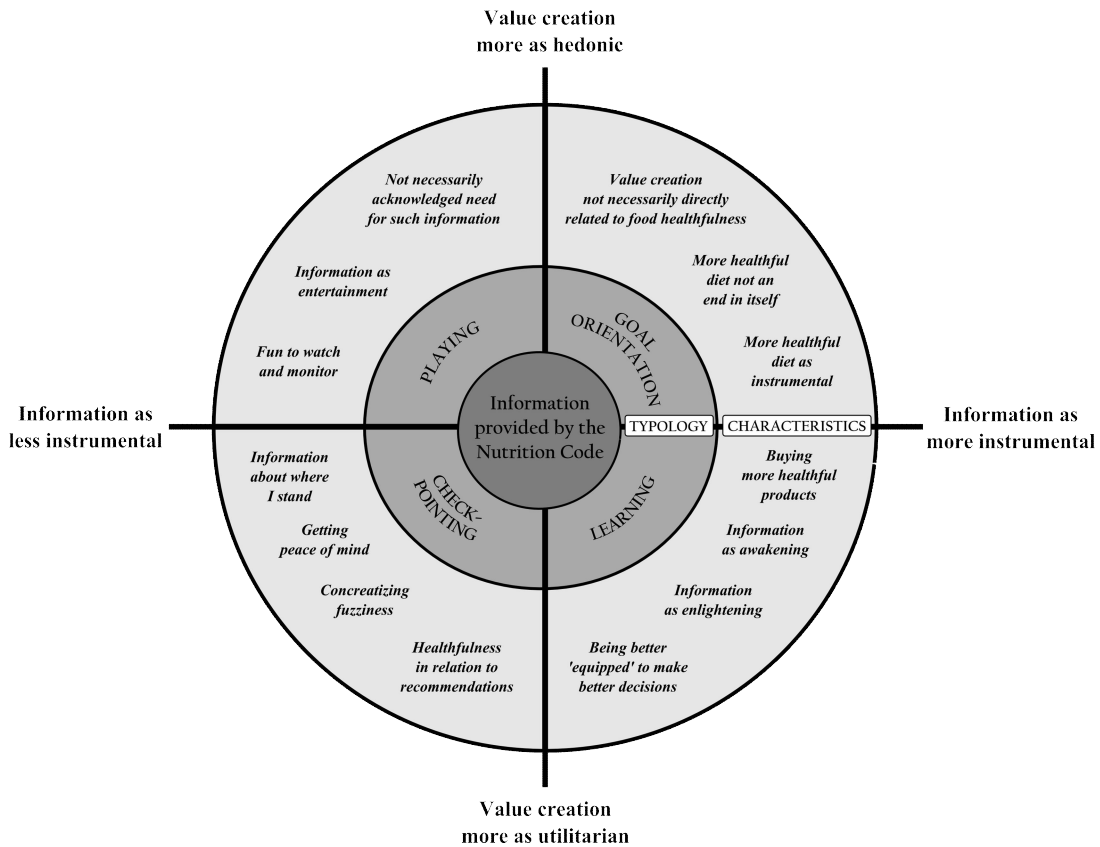 Value creation
more as hedonic
Not necessarily
acknowledged need
for such information
Value creation
not necessarily directly
related to food healthfulness
Information as
entertainment
More healthful
diet not an
end in itself
Fun to watch
and monitor
More healthful
diet as
instrumental
PLAYING
GOAL
ORIENTATION
Information as
less instrumental
Information
provided by the
Nutrition Code
TYPOLOGY
CHARACTERISTICS
Information as
more instrumental
Information
about where
I stand
Getting
peace of mind
Concreatizing
fuzziness
Healthfulness
in relation to
recommendations
CHECK-
POINTING
LEARNING
Buying
more healthful
products
Information
as awakening
Information
as enlightening
Being better
'equipped' to make
better decisions
Value creation
more as utilitarian